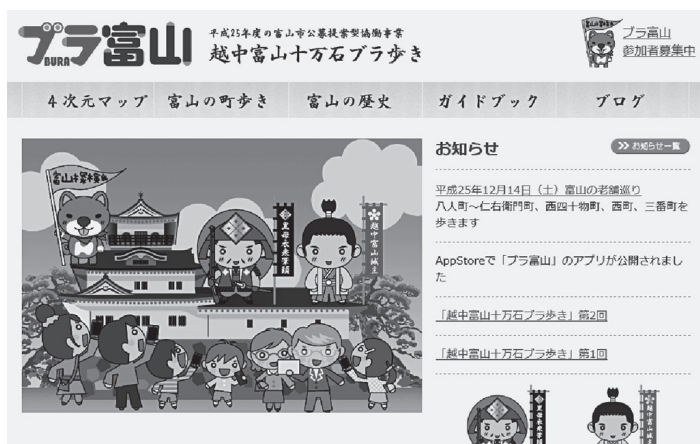 ブラ富山
BURA
平成25年度の富山市公募提案型協働事業
越中富山十万石ブラ歩き
ブラ富山
参加者募集中
4次元マップ 富山の町歩き 富山の歴史 ガイドブック ブログ
お知らせ
>> お知らせ一覧
平成25年12月14日（土）富山の老舗巡り
八人町～仁右衛門町、西四十物町、西町、三番町を
歩きます
AppStoreで「ブラ富山」のアプリが公開されまし
た
「越中富山十万石ブラ歩き」第2回
「越中富山十万石ブラ歩き」第1回
黒母衣衆筆頭
越中富山城主